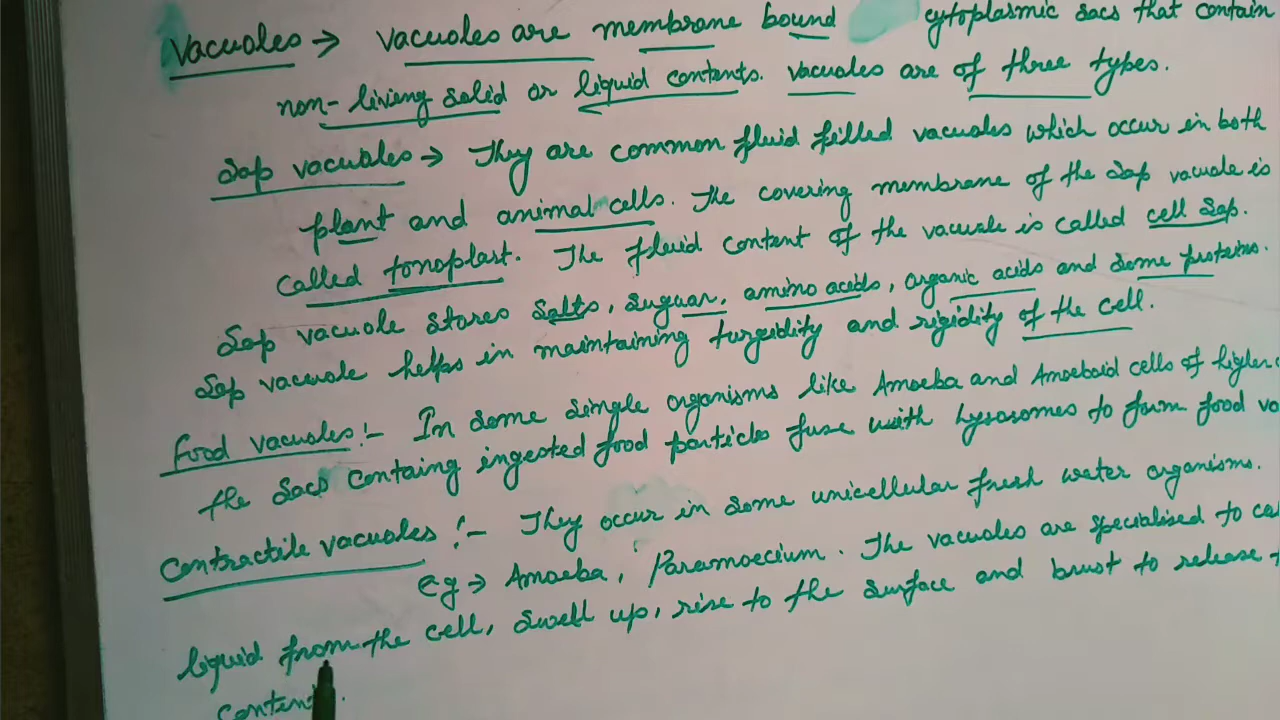 Vacuoles → vacuoles are membrane bound cytoplasmic sacs that contain
non-living solid or liquid contents. Vacuoles are of three types.
Sap vacuoles → They are common fluid filled vacuoles which occur in both
plant and animal cells. The covering membrane of the sap vacuole is
called tonoplast. The fluid content of the vacuole is called cell sap.
Sap vacuole stores salts, suguar, amino acids, organic acids and some proteins.
Sap vacuole helps in maintaining turgidity and rigidity of the cell.
Food vacuoles:- In some single organisms like Amoeba and Amoeboid cells of higher
the sacs containg ingested food particles fuse with lysosomes to form food
Contractile vacuoles:- They occur in some unicellular fresh water organisms.
eg → Amoeba, Paramoecium. The vacuoles are specialised to
liquid from the cell, swell up, rise to the surface and brust to release
content.